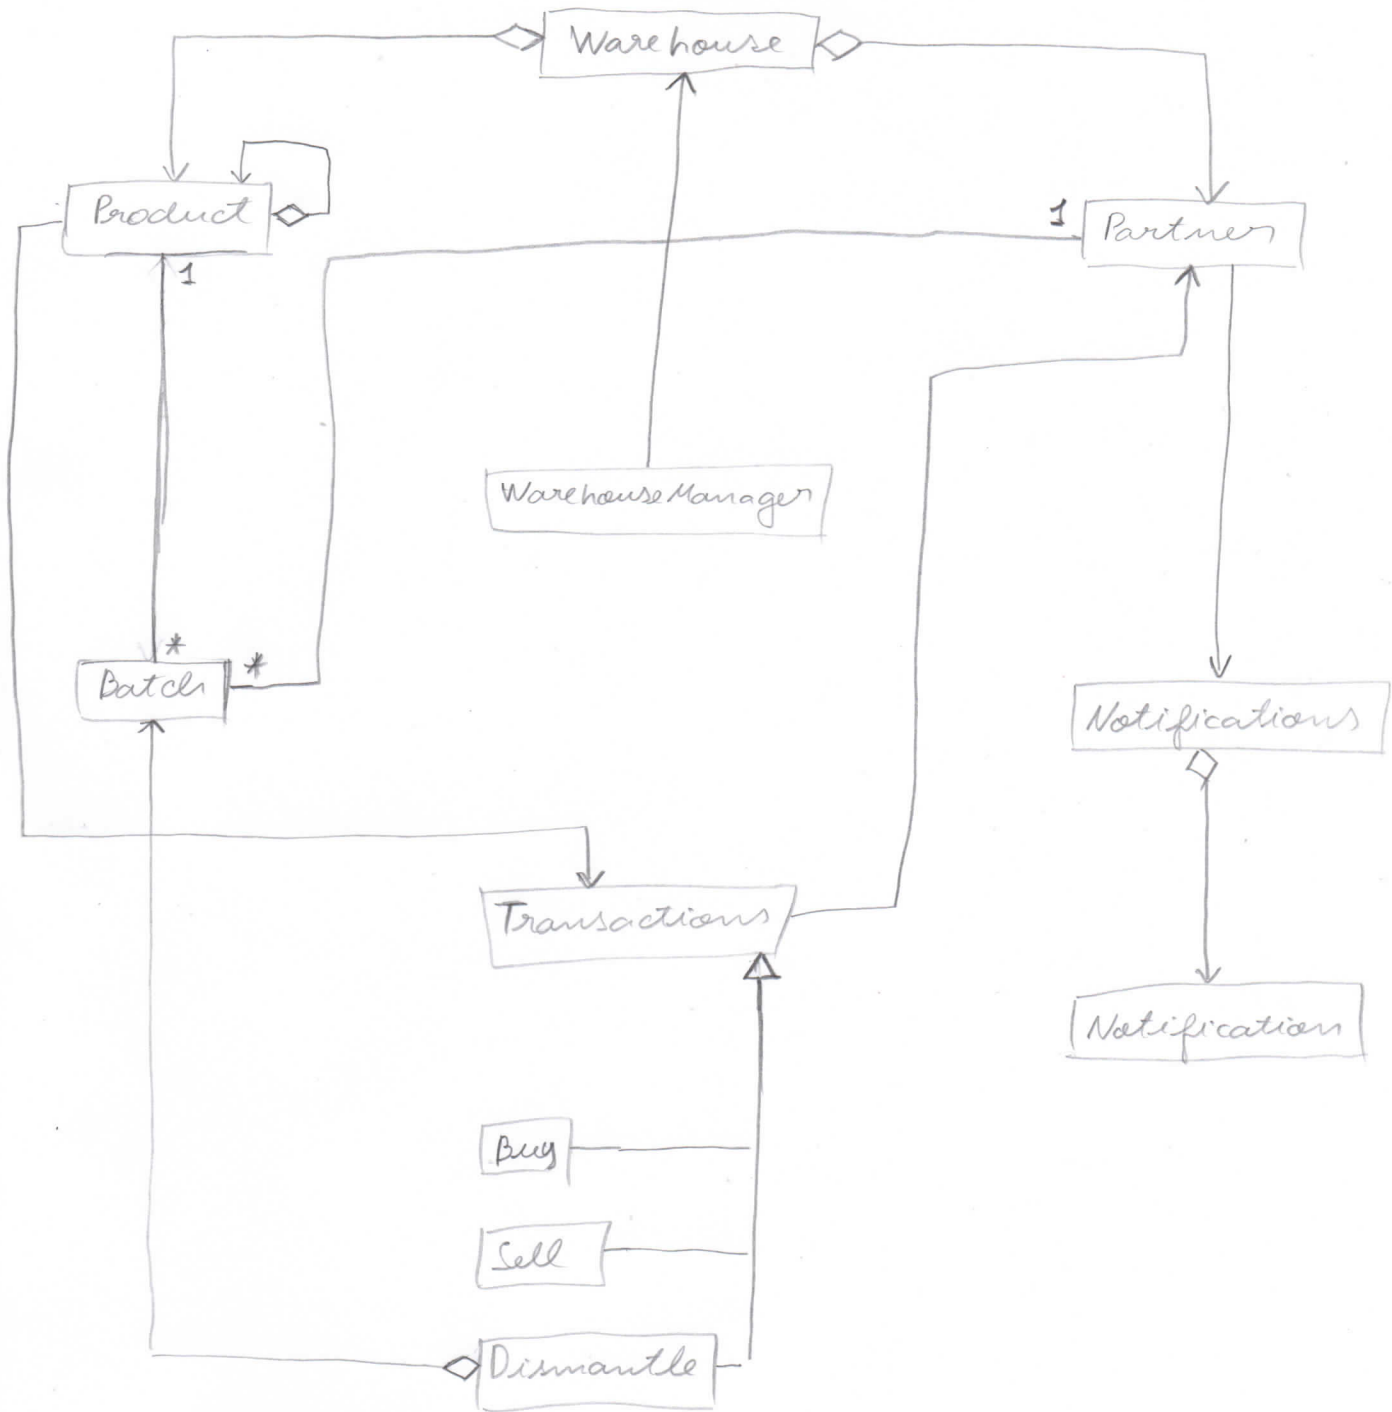 Warehouse
Product
1
1
Partner
WarehouseManager
*
*
Batch
Notifications
Transactions
Notification
Buy
Sell
Dismantle